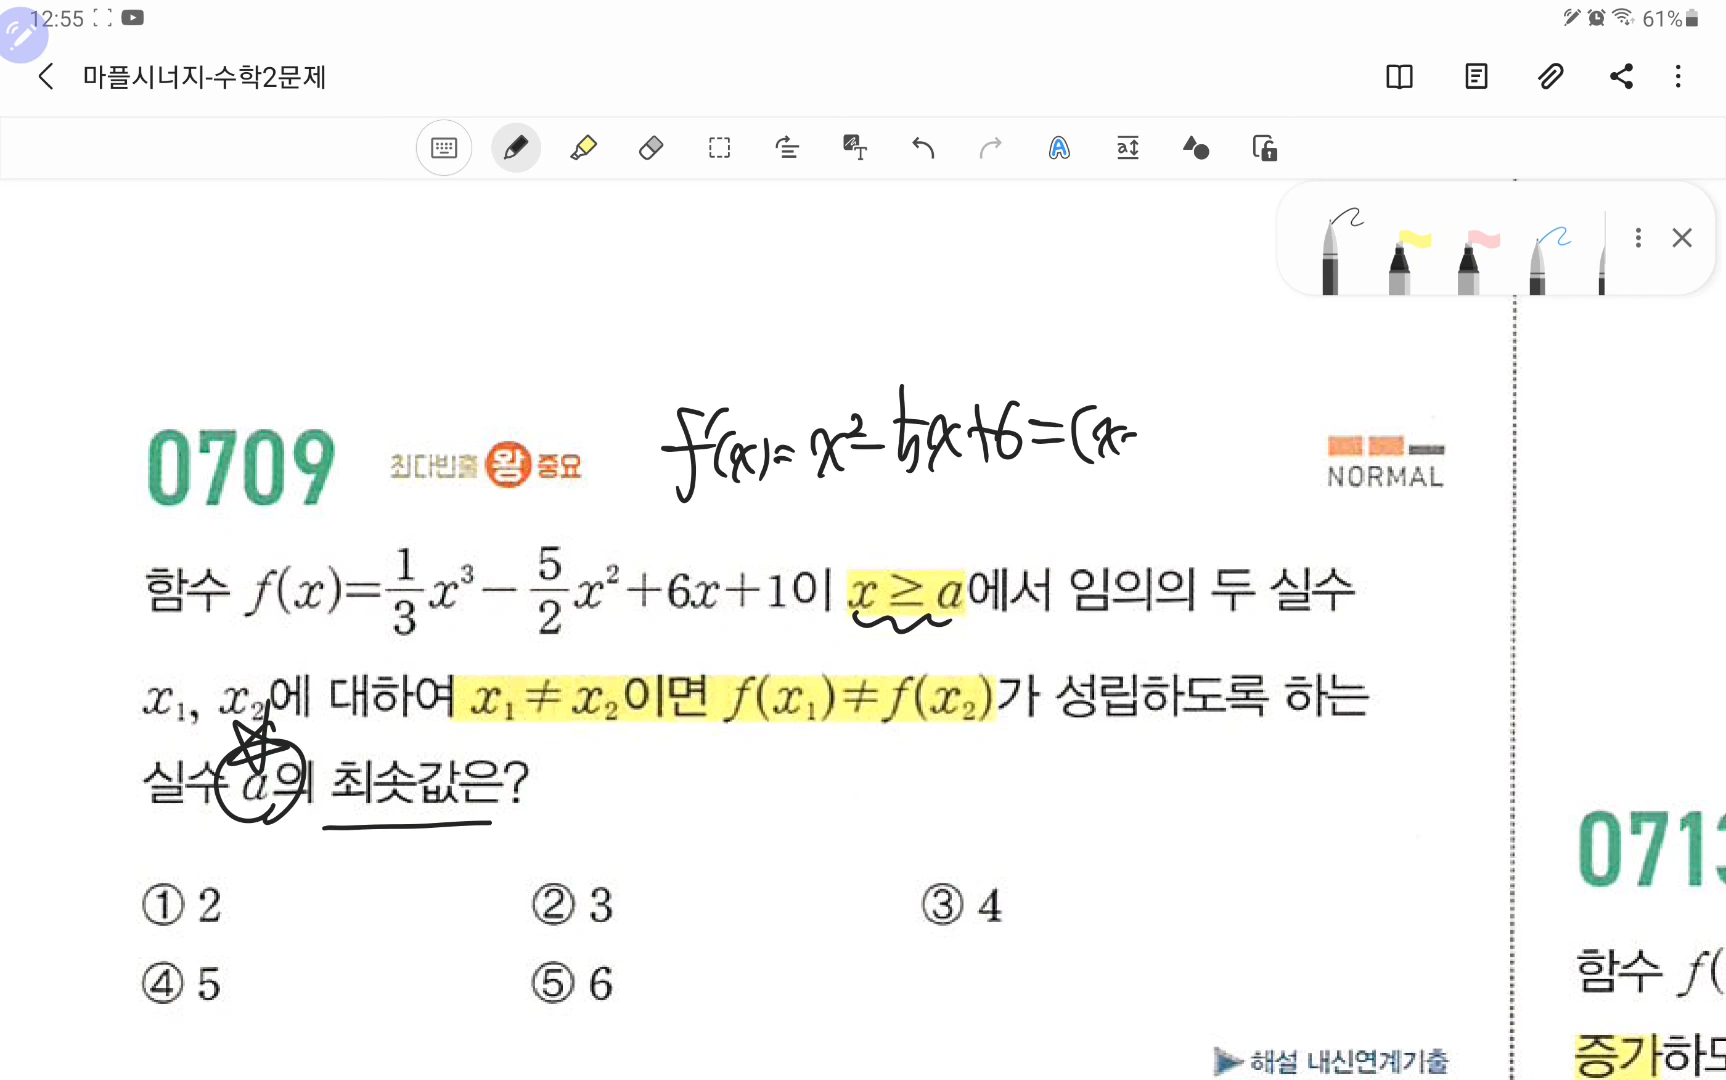 12:55
61%
마플시너지-수학2문제
0709 최다빈출 왕 중요
f'(x)=x²-5x+6=(x-
NORMAL
함수 f(x)=1/3x³-5/2x²+6x+1이 x≥a에서 임의의 두 실수
x₁, x₂에 대하여 x₁≠x₂이면 f(x₁)≠f(x₂)가 성립하도록 하는
실수 a의 최솟값은?
① 2 ② 3 ③ 4
④ 5 ⑤ 6
▶ 해설 내신연계기출
071
함수 f(
증가하도